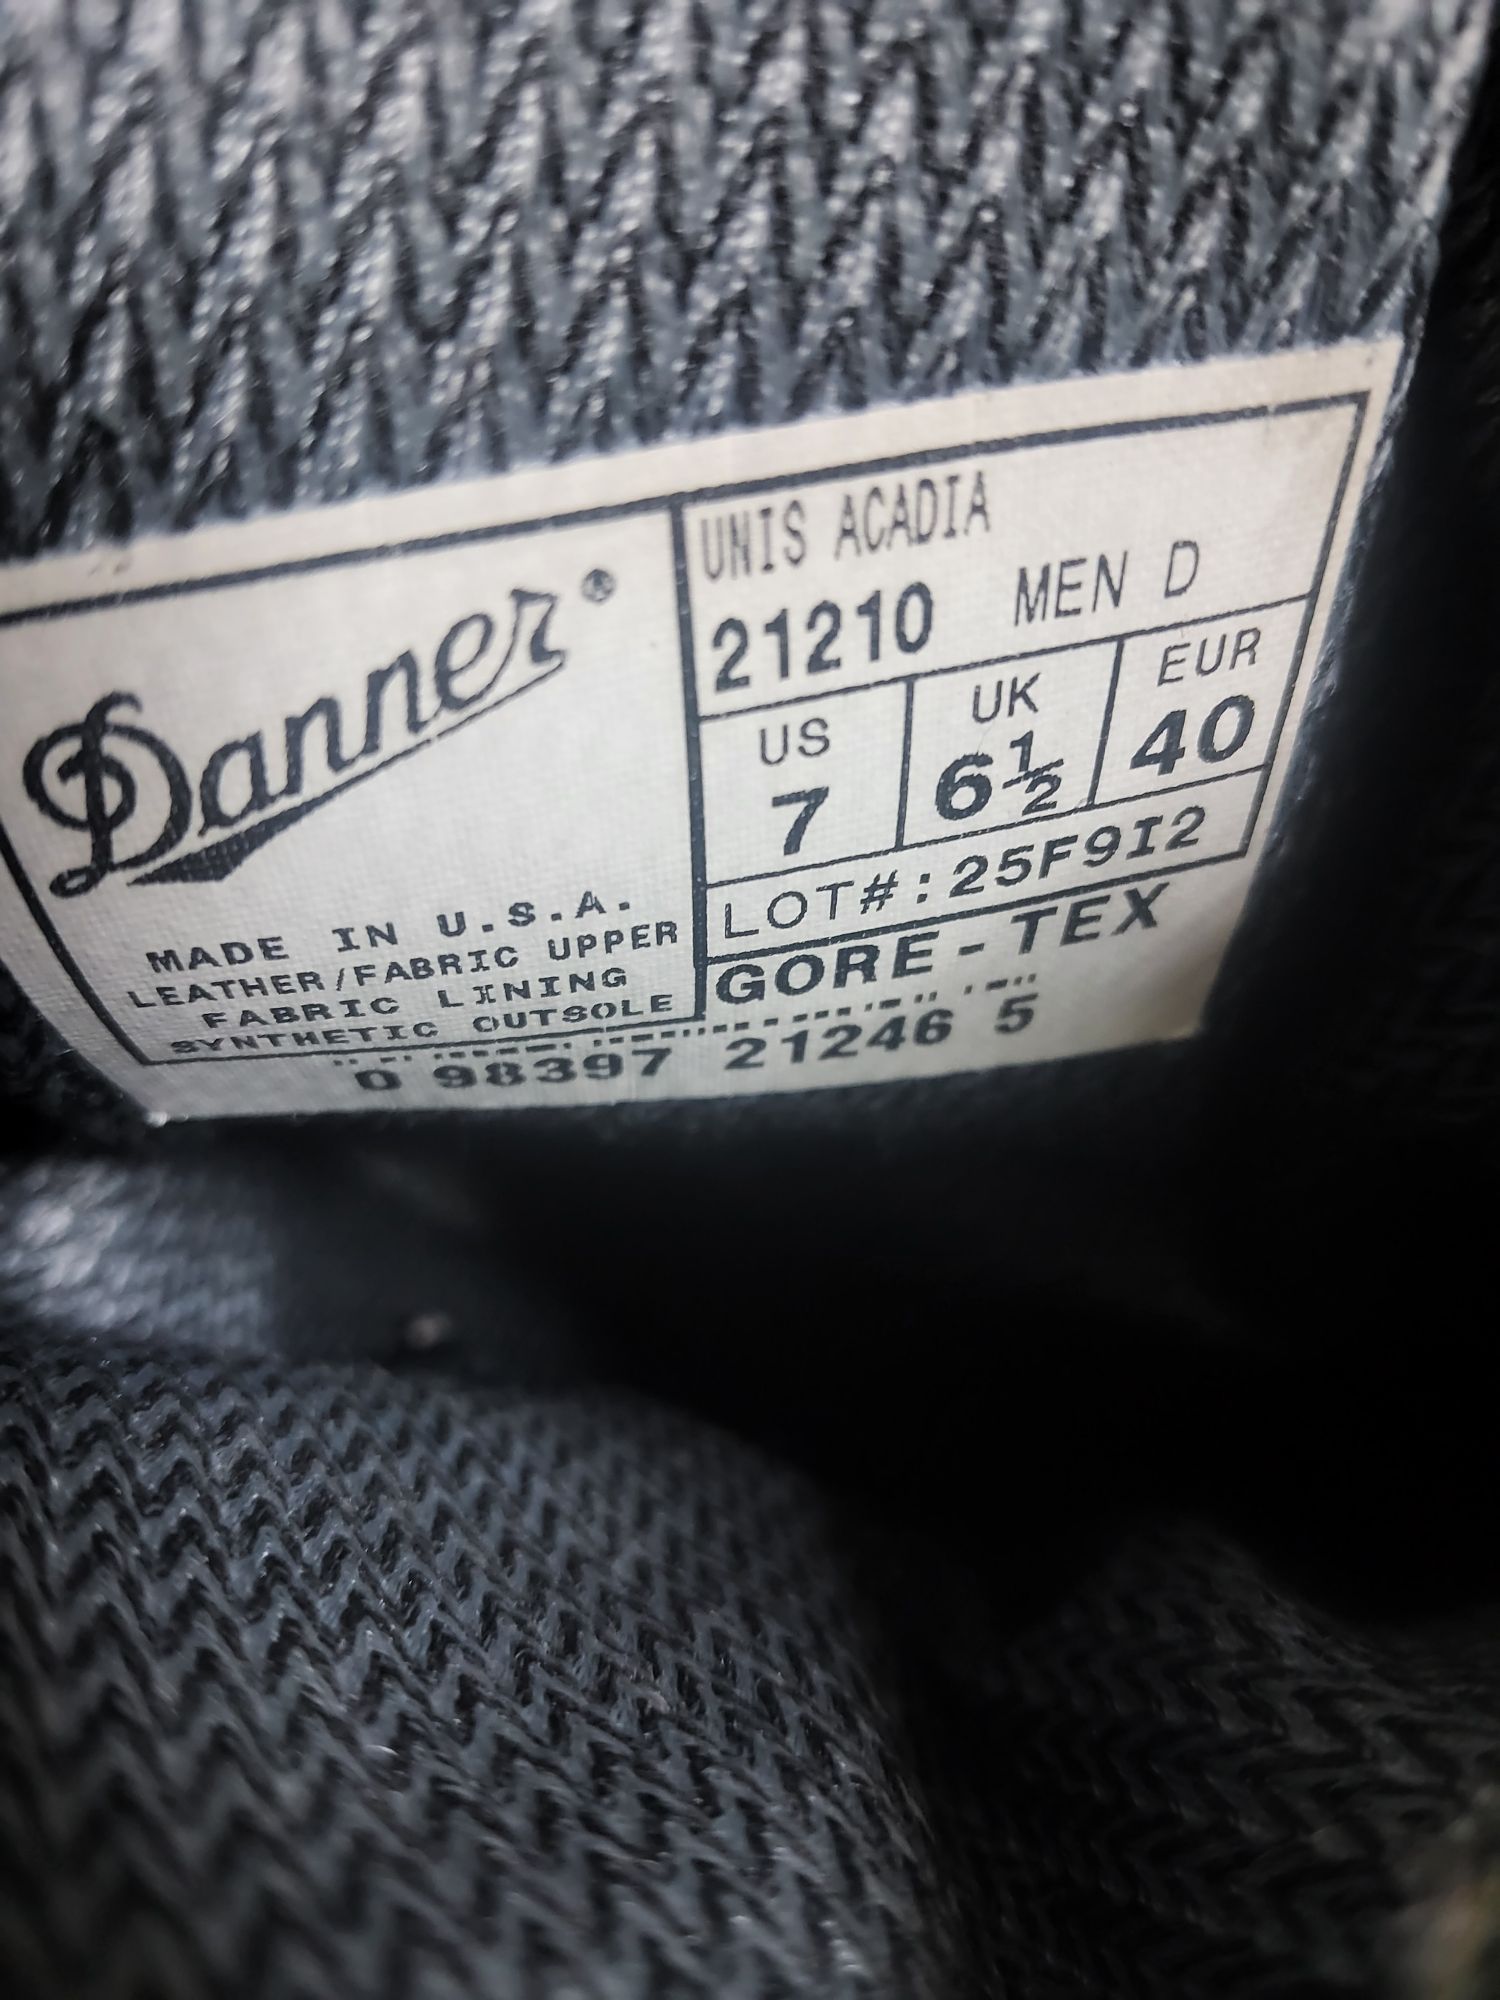 Danner®
MADE IN U.S.A.
LEATHER/FABRIC UPPER
FABRIC LINING
SYNTHETIC OUTSOLE
UNIS ACADIA
21210 MEN D
US UK EUR
7 6½ 40
LOT#:25F9I2
GORE-TEX
0 98397 21246 5